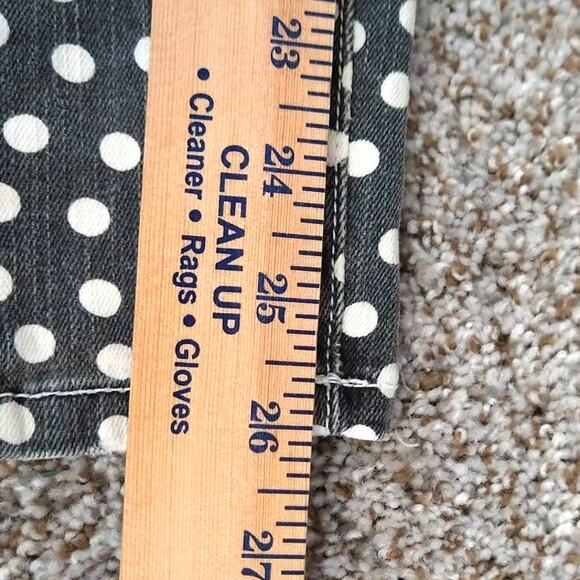 23
24
25
26
27
CLEAN UP
• Cleaner • Rags • Gloves